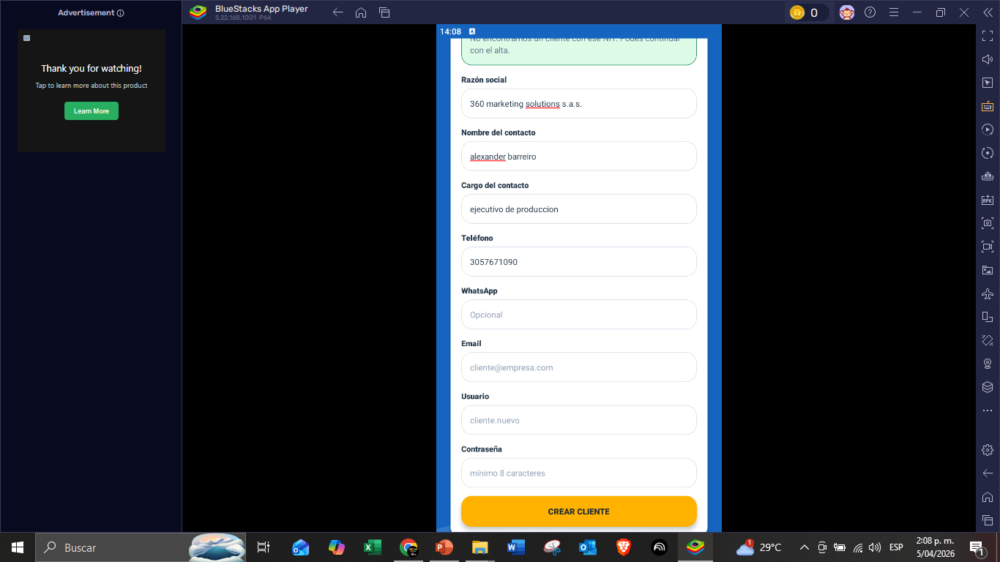 Advertisement
Thank you for watching!
Tap to learn more about this product
Learn More
BlueStacks App Player
5.22.168.1001 P64
0
14:08
No encontramos un cliente con ese NIT. Podés continuar
con el alta.
Razón social
360 marketing solutions s.a.s.
Nombre del contacto
alexander barreiro
Cargo del contacto
ejecutivo de produccion
Teléfono
3057671090
WhatsApp
Opcional
Email
cliente@empresa.com
Usuario
cliente.nuevo
Contraseña
mínimo 8 caracteres
CREAR CLIENTE
Buscar
1
29°C
ESP
2:08 p. m.
5/04/2026
1